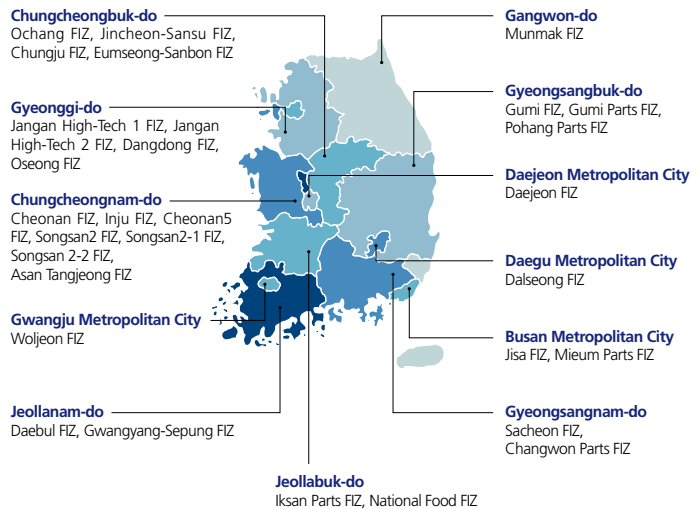 Chungcheongbuk-do
Ochang FIZ, Jincheon-Sansu FIZ,
Chungju FIZ, Eumseong-Sanbon FIZ
Gyeonggi-do
Jangan High-Tech 1 FIZ, Jangan
High-Tech 2 FIZ, Dangdong FIZ,
Oseong FIZ
Chungcheongnam-do
Cheonan FIZ, Inju FIZ, Cheonan5
FIZ, Songsan2 FIZ, Songsan2-1 FIZ,
Songsan 2-2 FIZ,
Asan Tangjeong FIZ
Gwangju Metropolitan City
Woljeon FIZ
Jeollanam-do
Daebul FIZ, Gwangyang-Sepung FIZ
Jeollabuk-do
Iksan Parts FIZ, National Food FIZ
Gangwon-do
Munmak FIZ
Gyeongsangbuk-do
Gumi FIZ, Gumi Parts FIZ,
Pohang Parts FIZ
Daejeon Metropolitan City
Daejeon FIZ
Daegu Metropolitan City
Dalseong FIZ
Busan Metropolitan City
Jisa FIZ, Mieum Parts FIZ
Gyeongsangnam-do
Sacheon FIZ,
Changwon Parts FIZ